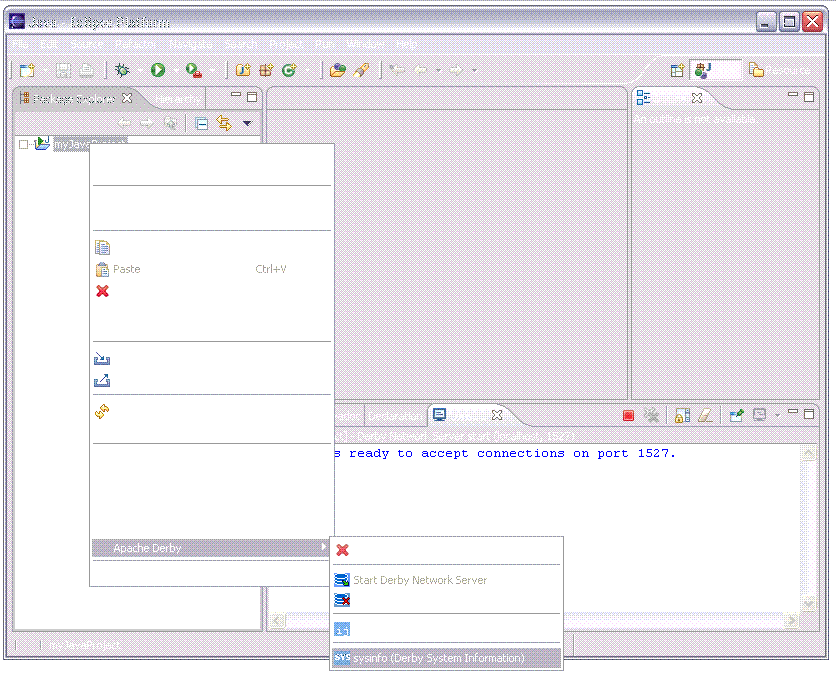 Java - Eclipse Platform
File Edit Source Refactor Navigate Search Project Run Window Help
Resource
Package Explorer Hierarchy
An outline is not available.
myJavaProject
Paste Ctrl+V
Declaration
- Derby Network Server start (localhost, 1527)
s ready to accept connections on port 1527.
Apache Derby
Start Derby Network Server
ij
myJavaProject
SYS sysinfo (Derby System Information)